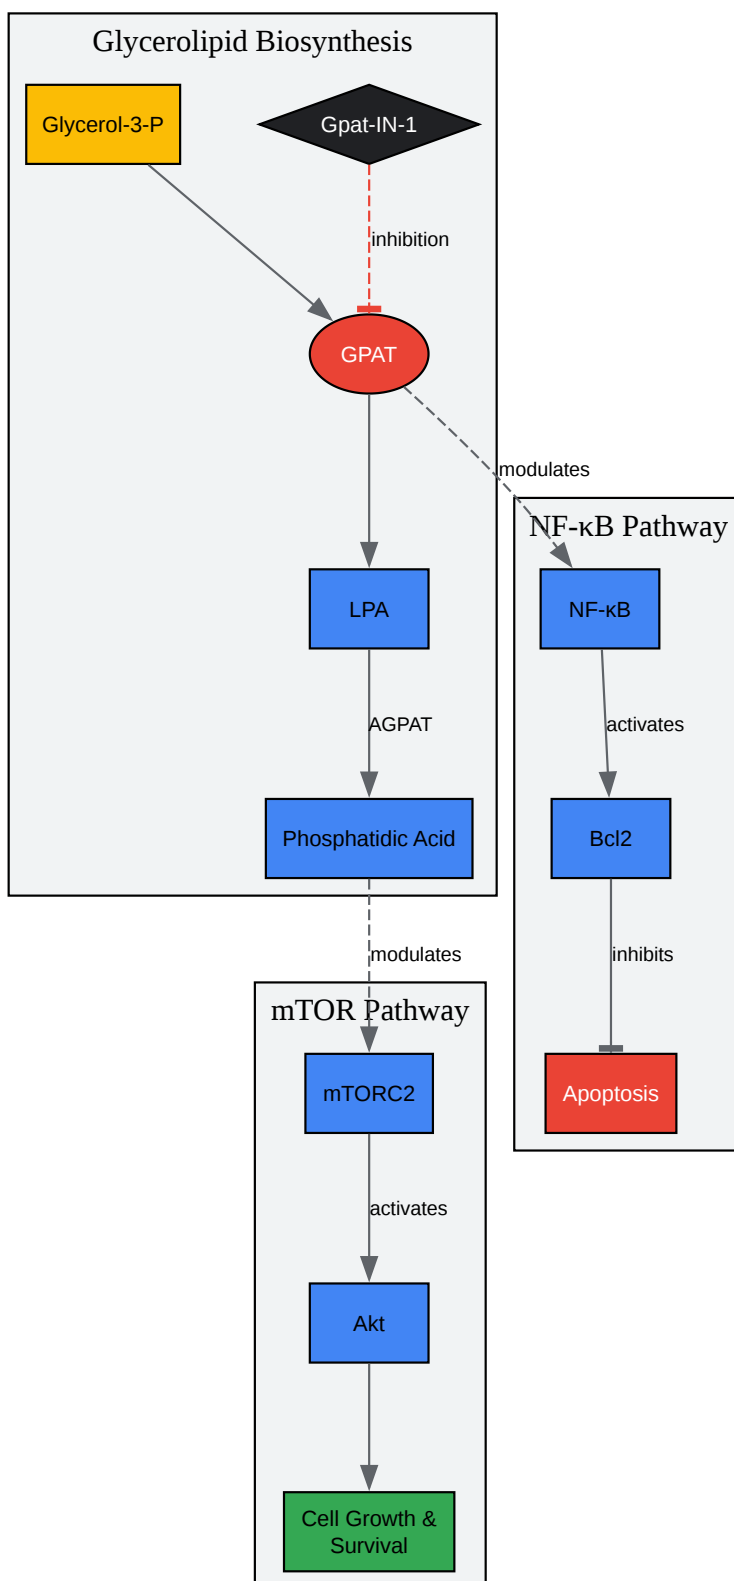 Glycerolipid Biosynthesis
Glycerol-3-P
Gpat-IN-1
inhibition
GPAT
modulates
NF-κB Pathway
LPA
NF-κB
AGPAT
activates
Phosphatidic Acid
Bcl2
modulates
inhibits
mTOR Pathway
mTORC2
Apoptosis
activates
Akt
Cell Growth &
Survival